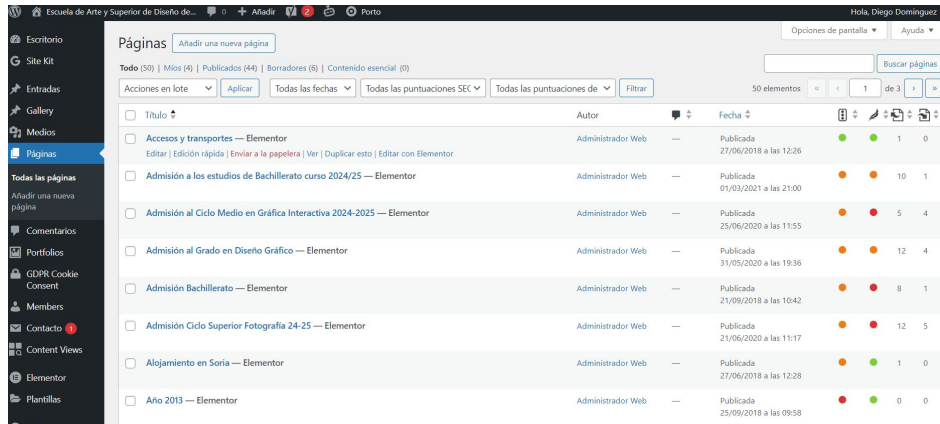 Escuela de Arte y Superior de Diseño de... 0 + Añadir 2 Porto Hola, Diego Dominguez
Opciones de pantalla ▼ Ayuda ▼
Escritorio
Site Kit
Entradas
Gallery
Medios
Páginas
Todas las páginas
Añadir una nueva página
Comentarios
Portfolios
GDPR Cookie Consent
Members
Contacto 1
Content Views
Elementor
Plantillas
Páginas Añadir una nueva página
Todo (50) | Míos (4) | Publicados (44) | Borradores (6) | Contenido esencial (0)
Buscar páginas
Acciones en lote Aplicar Todas las fechas Todas las puntuaciones SEC Todas las puntuaciones de Filtrar 50 elementos « ‹ 1 de 3 › »
Título Autor Fecha
Accesos y transportes — Elementor Administrador Web — Publicada 1 0
Editar | Edición rápida | Enviar a la papelera | Ver | Duplicar esto | Editar con Elementor 27/06/2018 a las 12:26
Admisión a los estudios de Bachillerato curso 2024/25 — Elementor Administrador Web — Publicada 10 1
01/03/2021 a las 21:00
Admisión al Ciclo Medio en Gráfica Interactiva 2024-2025 — Elementor Administrador Web — Publicada 5 4
25/06/2020 a las 11:55
Admisión al Grado en Diseño Gráfico — Elementor Administrador Web — Publicada 12 4
31/05/2020 a las 19:36
Admisión Bachillerato — Elementor Administrador Web — Publicada 8 1
21/09/2018 a las 10:42
Admisión Ciclo Superior Fotografía 24-25 — Elementor Administrador Web — Publicada 12 5
21/06/2020 a las 11:17
Alojamiento en Soria — Elementor Administrador Web — Publicada 1 0
27/06/2018 a las 12:28
Año 2013 — Elementor Administrador Web — Publicada 0 0
25/09/2018 a las 09:58